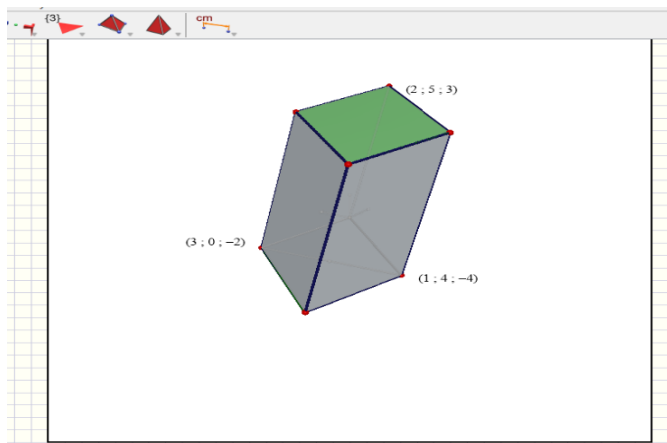 {3}
cm
(2 ; 5 ; 3)
(3 ; 0 ; −2)
(1 ; 4 ; −4)